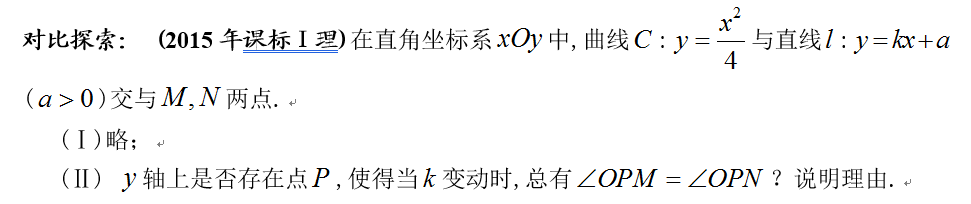 对比探索： (2015 年课标Ⅰ理)在直角坐标系 xOy 中, 曲线 C : y = x²/4 与直线 l : y = kx + a
(a > 0)交与 M, N 两点.
(Ⅰ)略；
(Ⅱ) y 轴上是否存在点 P , 使得当 k 变动时, 总有 ∠OPM = ∠OPN ? 说明理由.